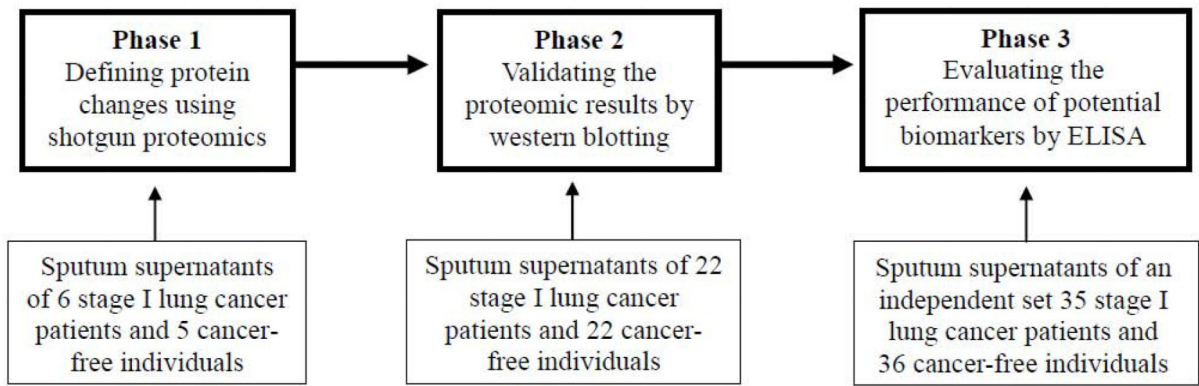 Phase 1
Defining protein
changes using
shotgun proteomics
Phase 2
Validating the
proteomic results by
western blotting
Phase 3
Evaluating the
performance of potential
biomarkers by ELISA
Sputum supernatants
of 6 stage I lung cancer
patients and 5 cancer-
free individuals
Sputum supernatants of 22
stage I lung cancer
patients and 22 cancer-
free individuals
Sputum supernatants of an
independent set 35 stage I
lung cancer patients and
36 cancer-free individuals